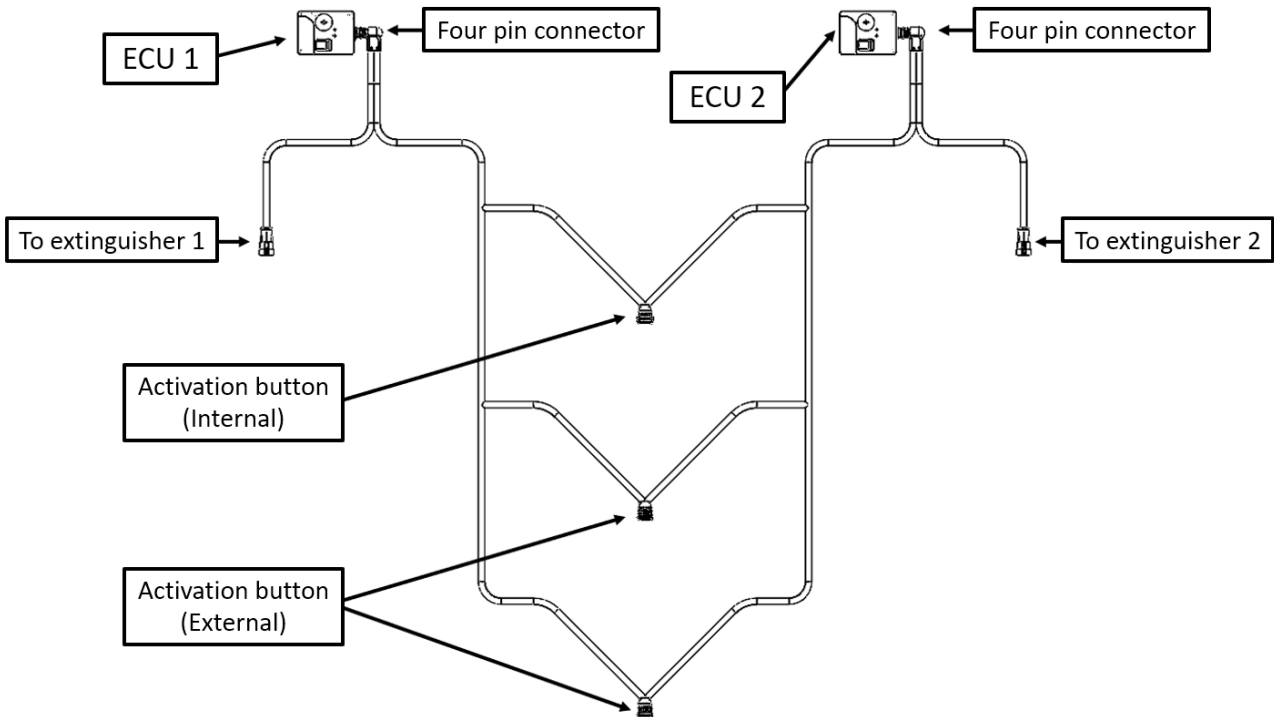 ECU 1
Four pin connector
ECU 2
Four pin connector
To extinguisher 1
To extinguisher 2
Activation button
(Internal)
Activation button
(External)